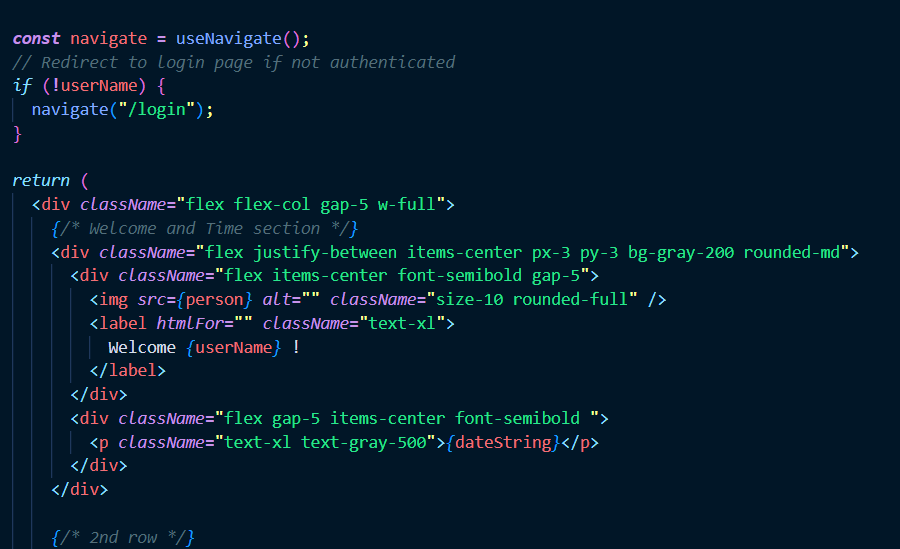 const navigate = useNavigate();
// Redirect to login page if not authenticated
if (!userName) {
navigate("/login");
}
return (
<div className="flex flex-col gap-5 w-full">
{/* Welcome and Time section */}
<div className="flex justify-between items-center px-3 py-3 bg-gray-200 rounded-md">
<div className="flex items-center font-semibold gap-5">
<img src={person} alt="" className="size-10 rounded-full" />
<label htmlFor="" className="text-xl">
Welcome {userName} !
</label>
</div>
<div className="flex gap-5 items-center font-semibold ">
<p className="text-xl text-gray-500">{dateString}</p>
</div>
</div>
{/* 2nd row */}